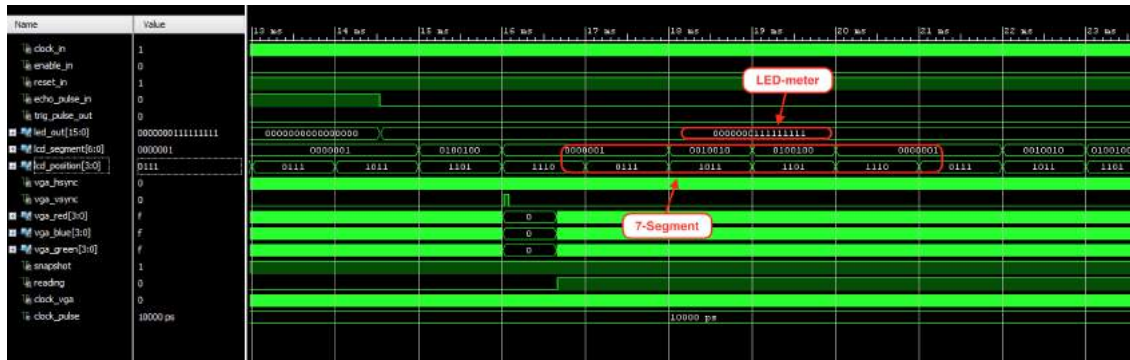 Name Value 13 ms 14 ms 15 ms 16 ms 17 ms 18 ms 19 ms 20 ms 21 ms 22 ms 23 ms
clock_in 1
enable_in 0
reset_in 1
LED-meter
echo_pulse_in 0
trig_pulse_out 0
led_out[15:0] 0000000111111111 0000000000000000 0000000111111111
lcd_segment[6:0] 0000001 0000001 0100100 0000001 0010010 0100100 0000001 0010010 0100100
lcd_position[3:0] 0111 0111 1011 1101 1110 0111 1011 1101 1110 0111 1011 1101
vga_hsync 0
vga_vsync 0
vga_red[3:0] f 0
7-Segment
vga_blue[3:0] f 0
vga_green[3:0] f 0
snapshot 1
reading 0
clock_vga 0
clock_pulse 10000 ps 10000 ps